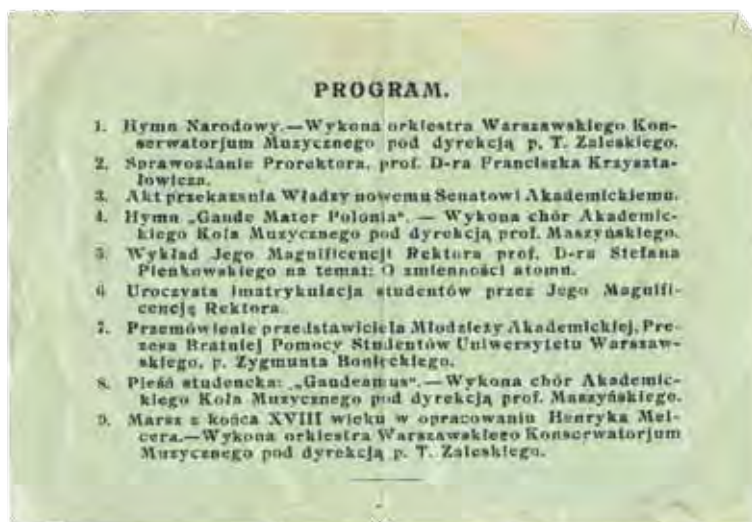 PROGRAM.
1. Hymn Narodowy.—Wykona orkiestra Warszawskiego Kon-
serwatorjum Muzycznego pod dyrekcją p. T. Zaleskiego.
2. Sprawozdanie Prorektora, prof. D-ra Franciszka Krzyszta-
łowicza.
3. Akt przekazania Władzy nowemu Senatowi Akademickiemu.
4. Hymn „Gaude Mater Polonia“. — Wykona chór Akademic-
kiego Koła Muzycznego pod dyrekcją prof. Maszyńskiego.
5. Wykład Jego Magnificencji Rektora prof. D-ra Stefana
Pieńkowskiego na temat: O zmienności atomu.
6 Uroczysta imatrykulacja studentów przez Jego Magnifi-
cencję Rektora.
7. Przemówienie przedstawiciela Młodzieży Akademickiej, Pre-
zesa Bratniej Pomocy Studentów Uniwersytetu Warszaw-
skiego, p. Zygmunta Bonieckiego.
8. Pieśń studencka: „Gaudeamus“.—Wykona chór Akademic-
kiego Koła Muzycznego pod dyrekcją prof. Maszyńskiego.
9. Marsz z końca XVIII wieku w opracowaniu Henryka Mel-
cera.—Wykona orkiestra Warszawskiego Konserwatorjum
Muzycznego pod dyrekcją p. T. Zaleskiego.